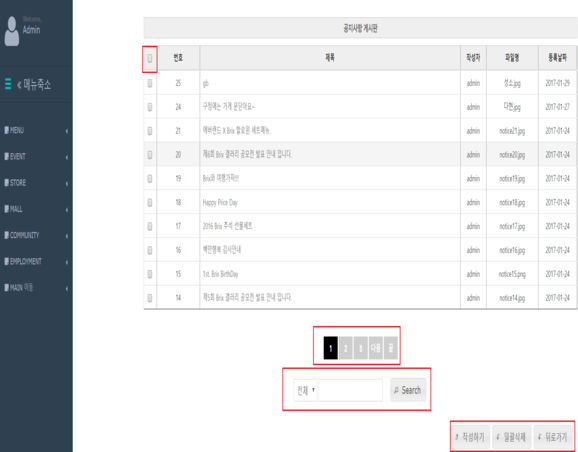 Welcome,
Admin
« 메뉴축소
MENU
EVENT
STORE
MALL
COMMUNITY
EMPLOYMENT
MAIN 이동
공지사항 게시판
번호 제목 작성자 파일명 등록날짜
25 gb admin 성소.jpg 2017-01-29
24 구정에는 가게 문닫아요~ admin 다현.jpg 2017-01-27
21 에버랜드 X Brix 할로윈 세트메뉴 admin notice21.jpg 2017-01-24
20 제6회 Brix 갤러리 공모전 발표 안내 입니다. admin notice20.jpg 2017-01-24
19 Brix와 여행가자!!! admin notice19.jpg 2017-01-24
18 Happy Price Day admin notice18.jpg 2017-01-24
17 2016 Brix 추석 선물세트 admin notice17.jpg 2017-01-24
16 백만행복 감사안내 admin notice16.jpg 2017-01-24
15 1st. Brix BirthDay admin notice15.png 2017-01-24
14 제5회 Brix 갤러리 공모전 발표 안내 입니다. admin notice14.jpg 2017-01-24
1 2 3 다음 끝
전체 Search
작성하기 일괄삭제 뒤로가기